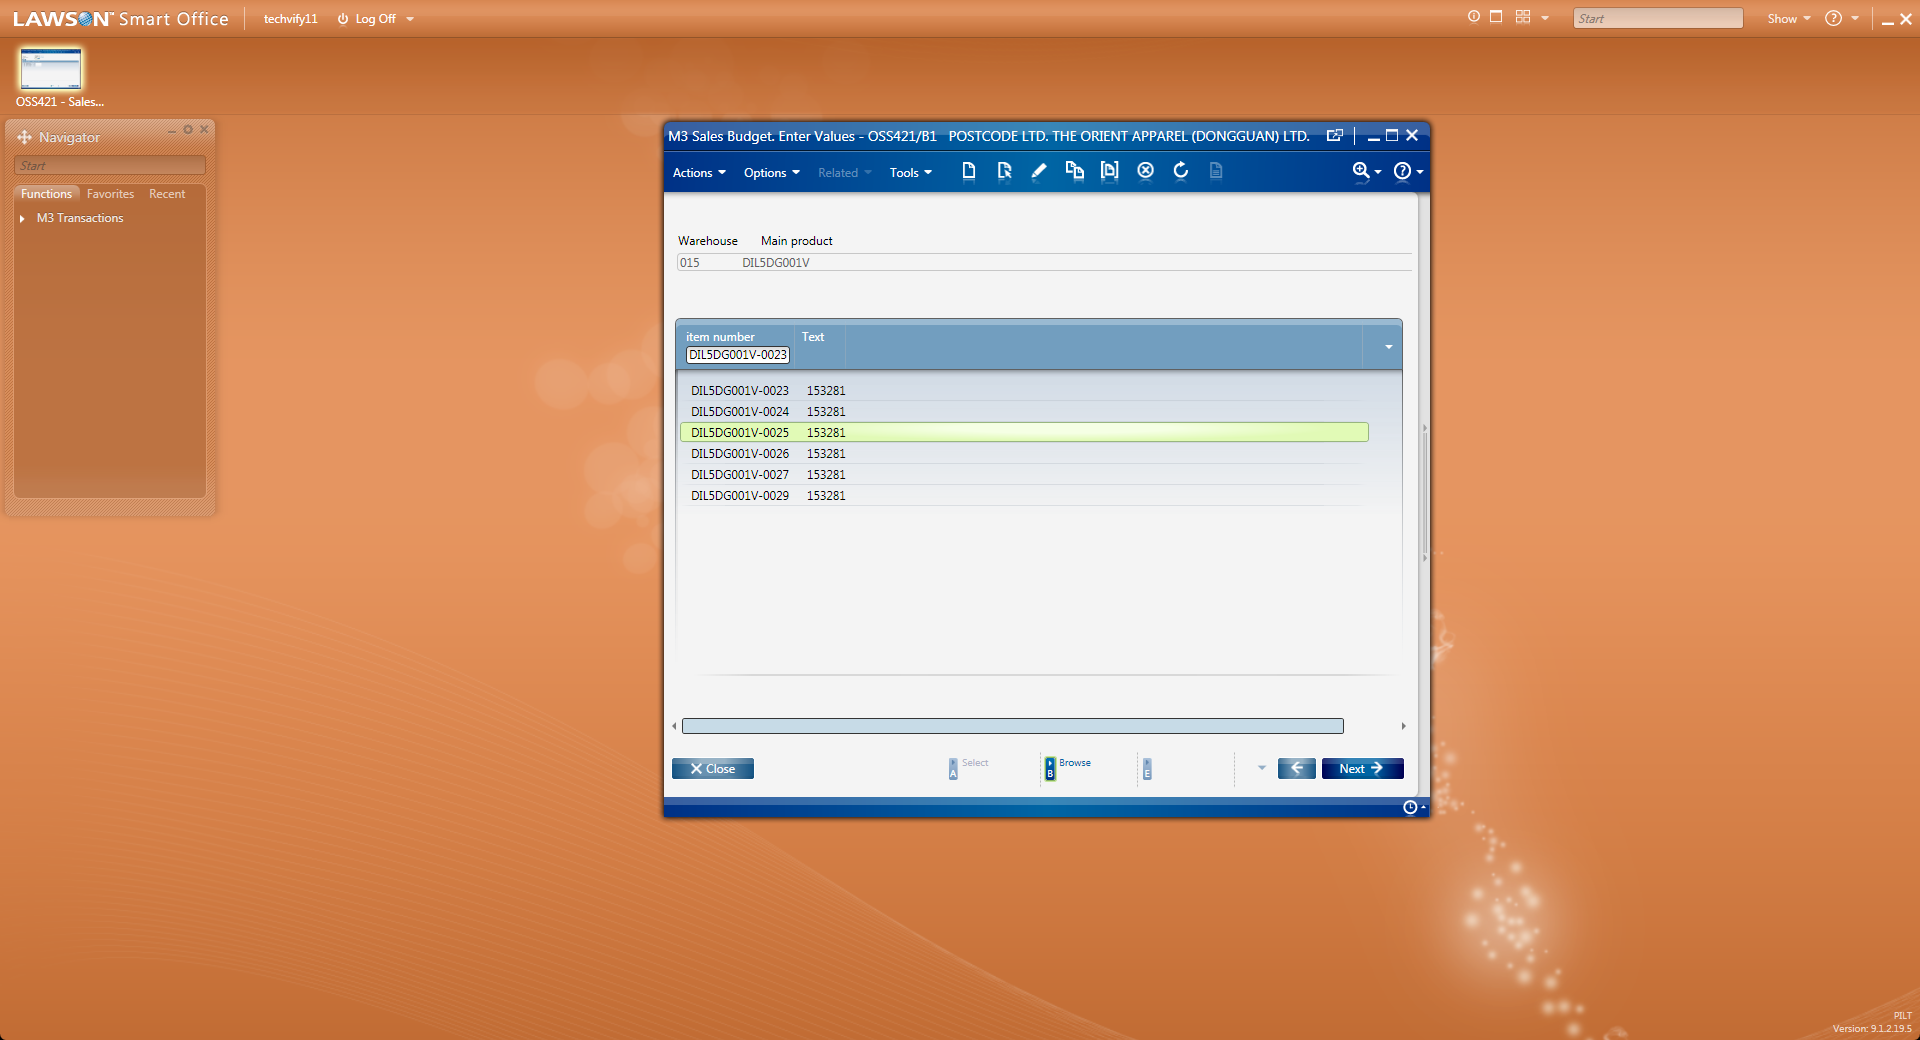 LAWSON Smart Office techvify11 Log Off Start Show
OSS421 - Sales...
Navigator
Start
Functions Favorites Recent
M3 Transactions
M3 Sales Budget. Enter Values - OSS421/B1 POSTCODE LTD. THE ORIENT APPAREL (DONGGUAN) LTD.
Actions Options Related Tools
Warehouse Main product
015 DIL5DG001V
item number Text
DIL5DG001V-0023
DIL5DG001V-0023 153281
DIL5DG001V-0024 153281
DIL5DG001V-0025 153281
DIL5DG001V-0026 153281
DIL5DG001V-0027 153281
DIL5DG001V-0029 153281
Close A Select B Browse E Next
PILT
Version: 9.1.2.19.5